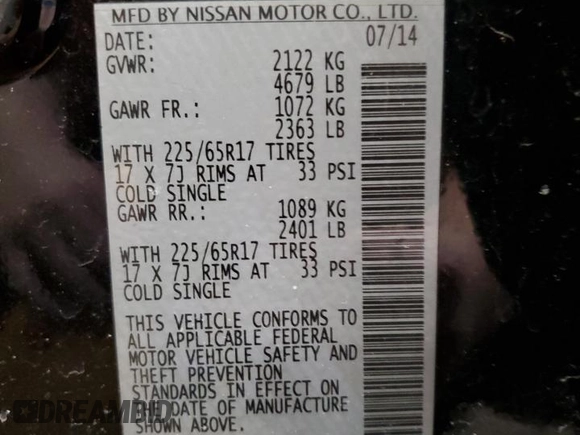 MFD BY NISSAN MOTOR CO., LTD.
DATE: 07/14
GVWR: 2122 KG
4679 LB
GAWR FR.: 1072 KG
2363 LB
WITH 225/65R17 TIRES
17 X 7J RIMS AT 33 PSI
COLD SINGLE
GAWR RR.: 1089 KG
2401 LB
WITH 225/65R17 TIRES
17 X 7J RIMS AT 33 PSI
COLD SINGLE
THIS VEHICLE CONFORMS TO
ALL APPLICABLE FEDERAL
MOTOR VEHICLE SAFETY AND
THEFT PREVENTION
STANDARDS IN EFFECT ON
THE DATE OF MANUFACTURE
SHOWN ABOVE.
DREAMBID